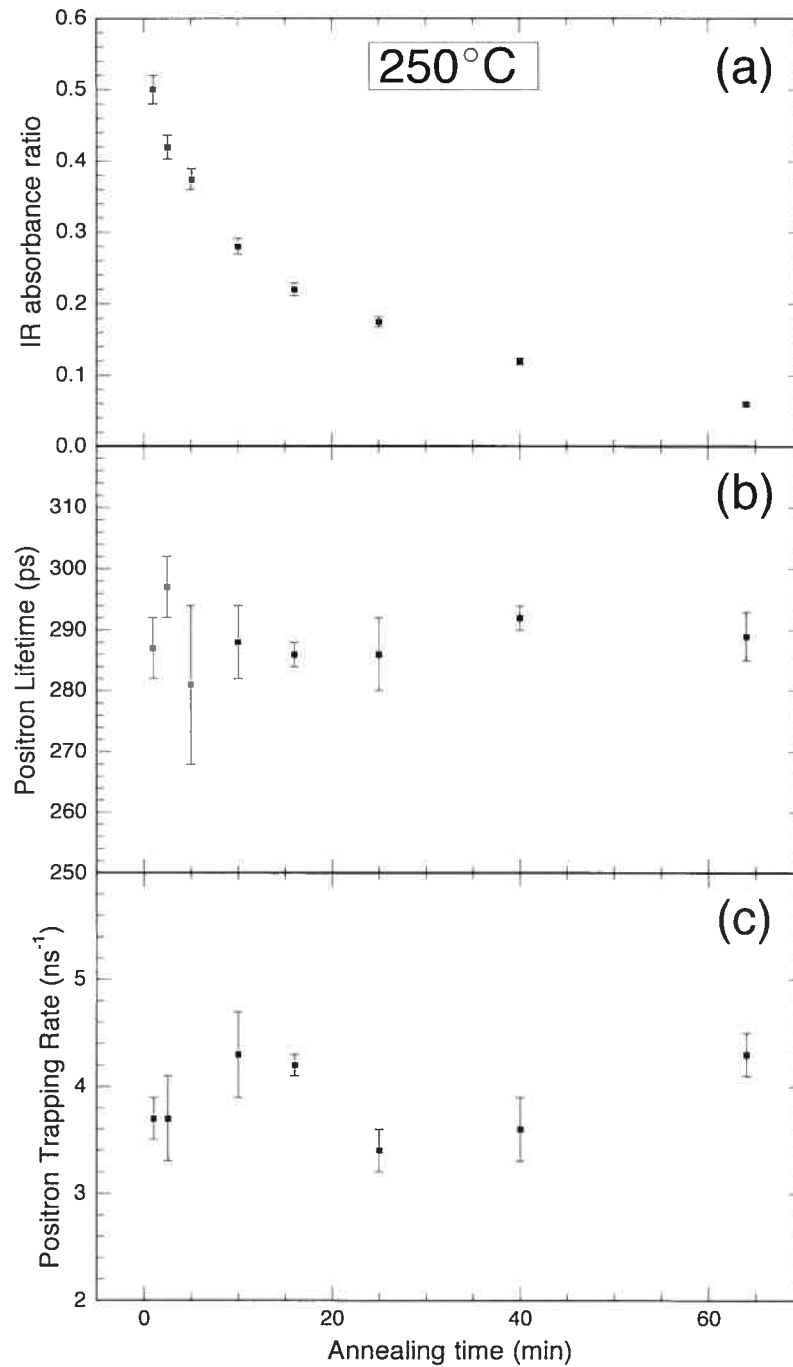 250°C
(a)
IR absorbance ratio
0.6
0.5
0.4
0.3
0.2
0.1
0.0
(b)
Positron Lifetime (ps)
310
300
290
280
270
260
250
(c)
Positron Trapping Rate (ns⁻¹)
5
4
3
2
0 20 40 60
Annealing time (min)